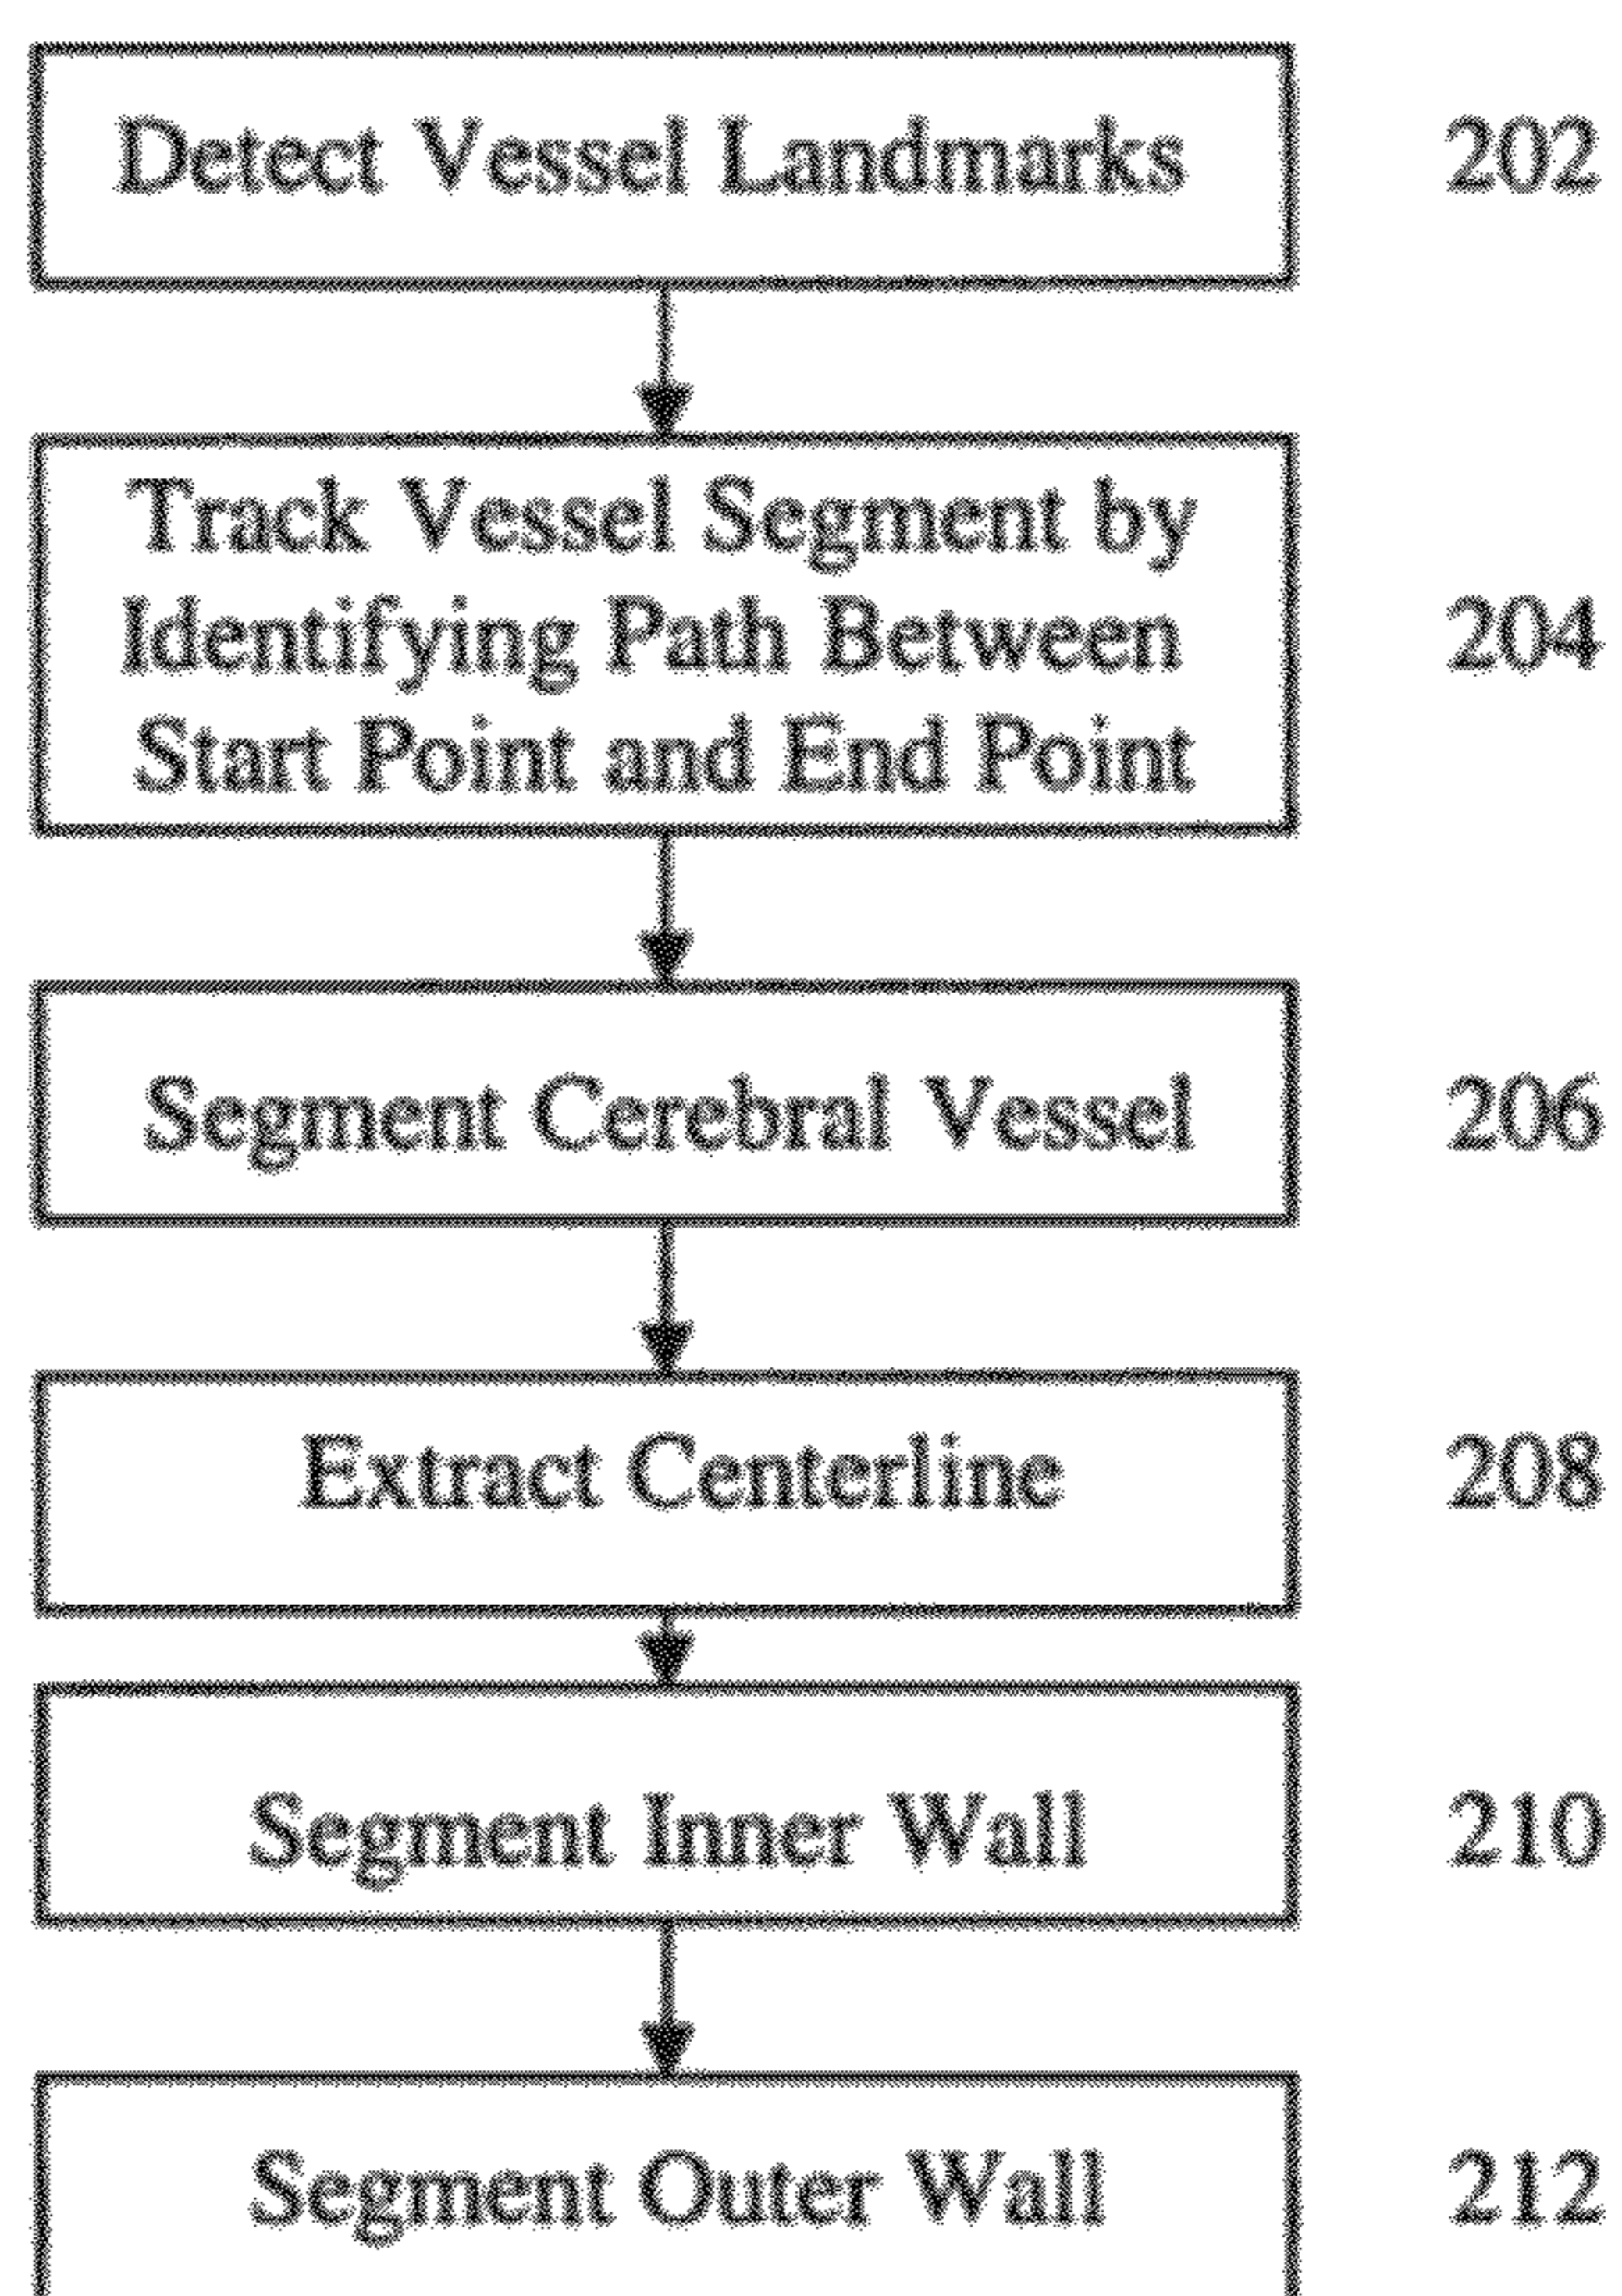 Detect Vessel Landmarks 202
Track Vessel Segment by
Identifying Path Between 204
Start Point and End Point
Segment Cerebral Vessel 206
Extract Centerline 208
Segment Inner Wall 210
Segment Outer Wall 212